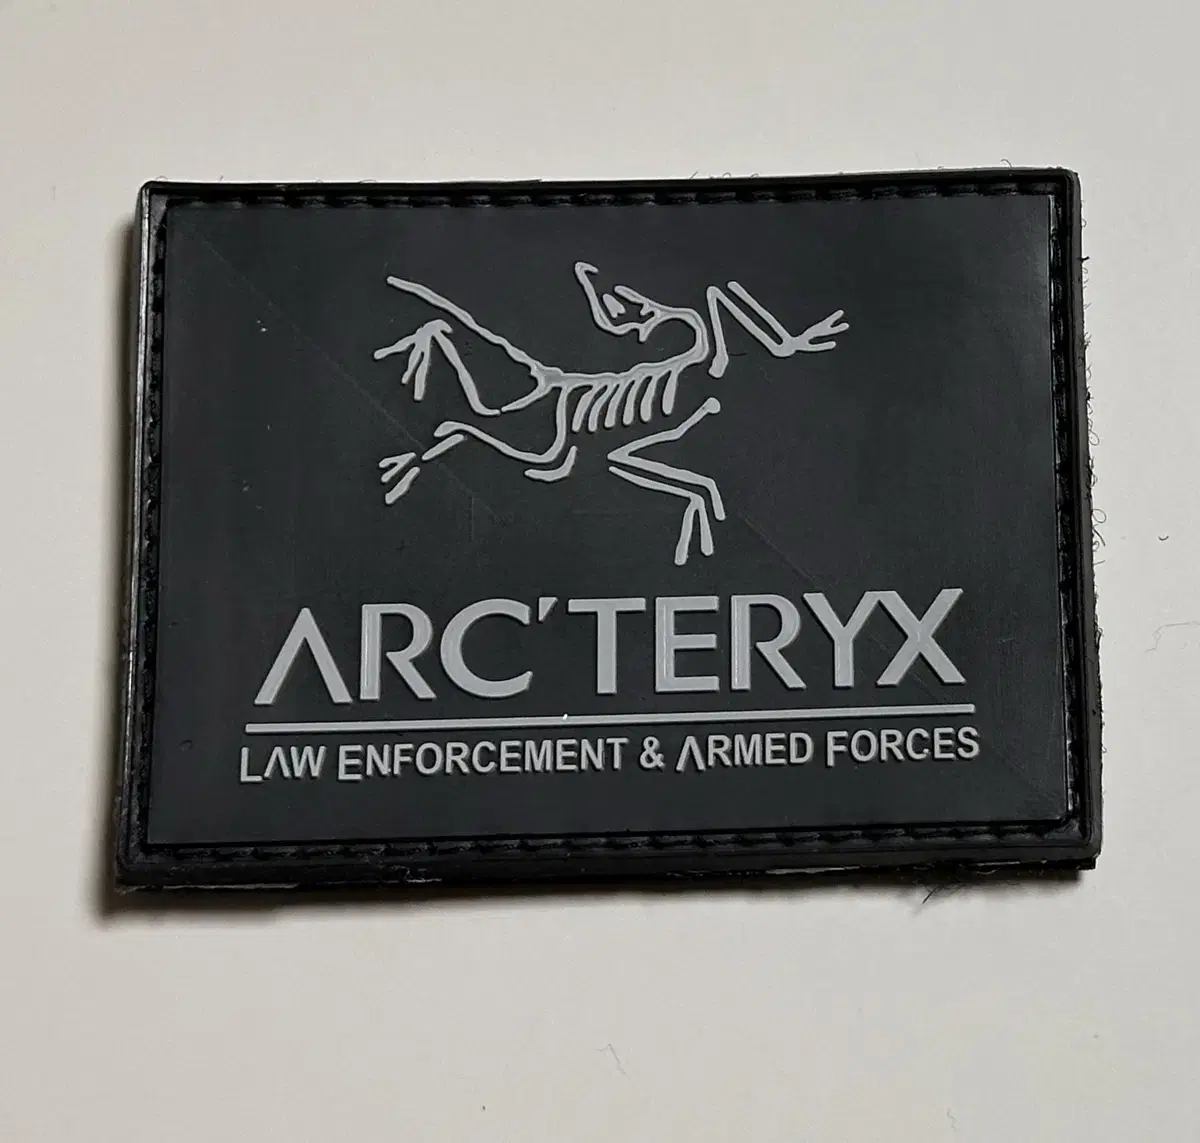 ARC'TERYX
LAW ENFORCEMENT & ARMED FORCES